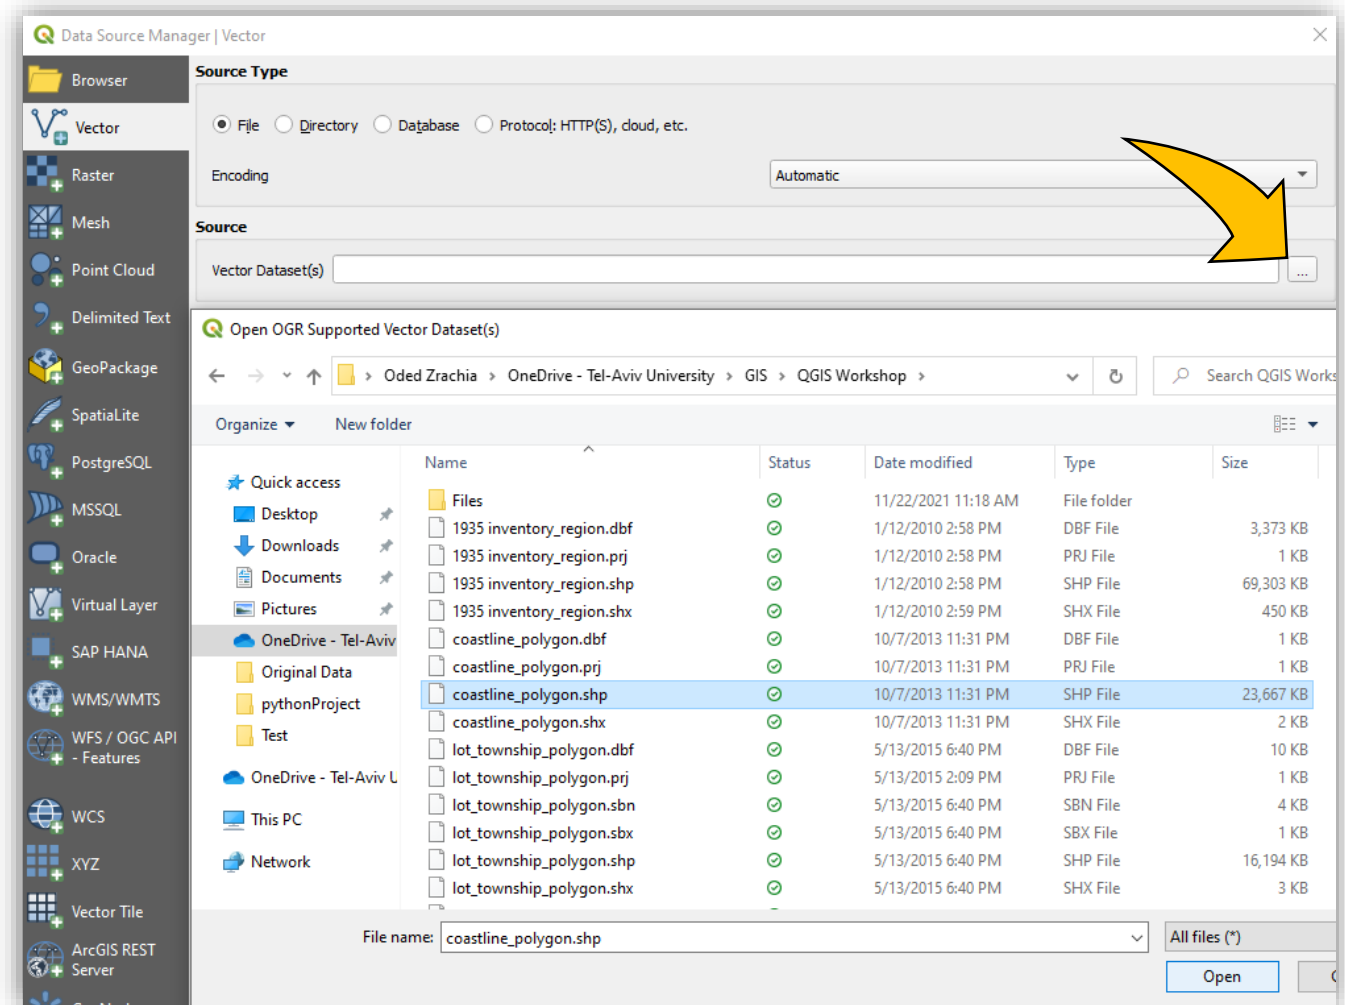 Data Source Manager | Vector
Browser
Vector
Raster
Mesh
Point Cloud
Delimited Text
GeoPackage
SpatiaLite
PostgreSQL
MSSQL
Oracle
Virtual Layer
SAP HANA
WMS/WMTS
WFS / OGC API
- Features
WCS
XYZ
Vector Tile
ArcGIS REST
Server
Source Type
File Directory Database Protocol: HTTP(S), cloud, etc.
Encoding Automatic
Source
Vector Dataset(s) ...
Open OGR Supported Vector Dataset(s)
Oded Zrachia > OneDrive - Tel-Aviv University > GIS > QGIS Workshop > Search QGIS Works
Organize New folder
Quick access
Desktop
Downloads
Documents
Pictures
OneDrive - Tel-Aviv
Original Data
pythonProject
Test
OneDrive - Tel-Aviv U
This PC
Network
Name Status Date modified Type Size
Files 11/22/2021 11:18 AM File folder
1935 inventory_region.dbf 1/12/2010 2:58 PM DBF File 3,373 KB
1935 inventory_region.prj 1/12/2010 2:58 PM PRJ File 1 KB
1935 inventory_region.shp 1/12/2010 2:58 PM SHP File 69,303 KB
1935 inventory_region.shx 1/12/2010 2:59 PM SHX File 450 KB
coastline_polygon.dbf 10/7/2013 11:31 PM DBF File 1 KB
coastline_polygon.prj 10/7/2013 11:31 PM PRJ File 1 KB
coastline_polygon.shp 10/7/2013 11:31 PM SHP File 23,667 KB
coastline_polygon.shx 10/7/2013 11:31 PM SHX File 2 KB
lot_township_polygon.dbf 5/13/2015 6:40 PM DBF File 10 KB
lot_township_polygon.prj 5/13/2015 2:09 PM PRJ File 1 KB
lot_township_polygon.sbn 5/13/2015 6:40 PM SBN File 4 KB
lot_township_polygon.sbx 5/13/2015 6:40 PM SBX File 1 KB
lot_township_polygon.shp 5/13/2015 6:40 PM SHP File 16,194 KB
lot_township_polygon.shx 5/13/2015 6:40 PM SHX File 3 KB
File name: coastline_polygon.shp All files (*)
Open